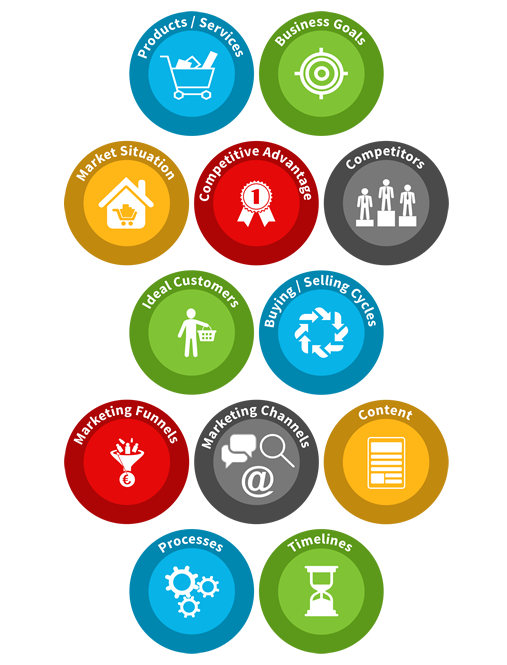 Products / Services
Business Goals
Market Situation
Competitive Advantage
1
Competitors
Ideal Customers
Buying / Selling Cycles
Marketing Funnels
€
Marketing Channels
@
Content
Processes
Timelines